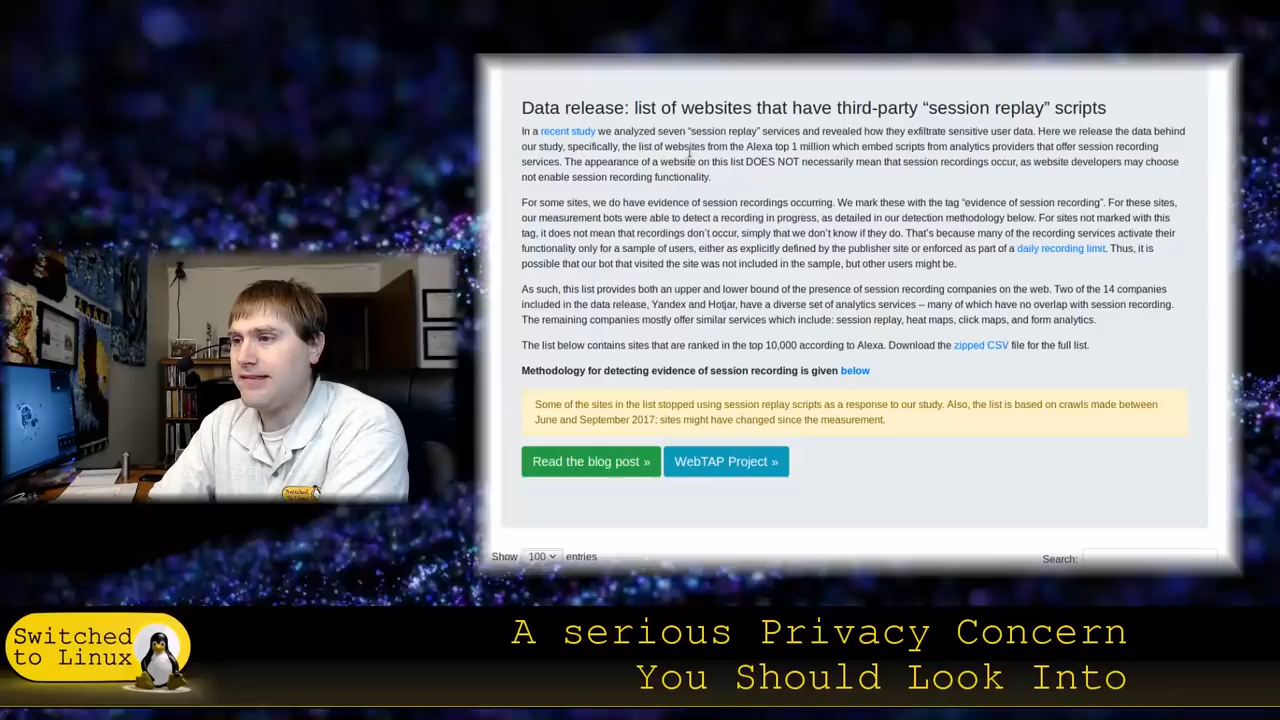 Data release: list of websites that have third-party “session replay” scripts
In a recent study we analyzed seven “session replay” services and revealed how they exfiltrate sensitive user data. Here we release the data behind
our study, specifically, the list of websites from the Alexa top 1 million which embed scripts from analytics providers that offer session recording
services. The appearance of a website on this list DOES NOT necessarily mean that session recordings occur, as website developers may choose
not enable session recording functionality.
For some sites, we do have evidence of session recordings occurring. We mark these with the tag “evidence of session recording”. For these sites,
our measurement bots were able to detect a recording in progress, as detailed in our detection methodology below. For sites not marked with this
tag, it does not mean that recordings don’t occur, simply that we don’t know if they do. That’s because many of the recording services activate their
functionality only for a sample of users, either as explicitly defined by the publisher site or enforced as part of a daily recording limit. Thus, it is
possible that our bot that visited the site was not included in the sample, but other users might be.
As such, this list provides both an upper and lower bound of the presence of session recording companies on the web. Two of the 14 companies
included in the data release, Yandex and Hotjar, have a diverse set of analytics services -- many of which have no overlap with session recording.
The remaining companies mostly offer similar services which include: session replay, heat maps, click maps, and form analytics.
The list below contains sites that are ranked in the top 10,000 according to Alexa. Download the zipped CSV file for the full list.
Methodology for detecting evidence of session recording is given below
Some of the sites in the list stopped using session replay scripts as a response to our study. Also, the list is based on crawls made between
June and September 2017; sites might have changed since the measurement.
Read the blog post » WebTAP Project »
Show 100 entries
Search:
Switched
to Linux
A serious Privacy Concern
You Should Look Into